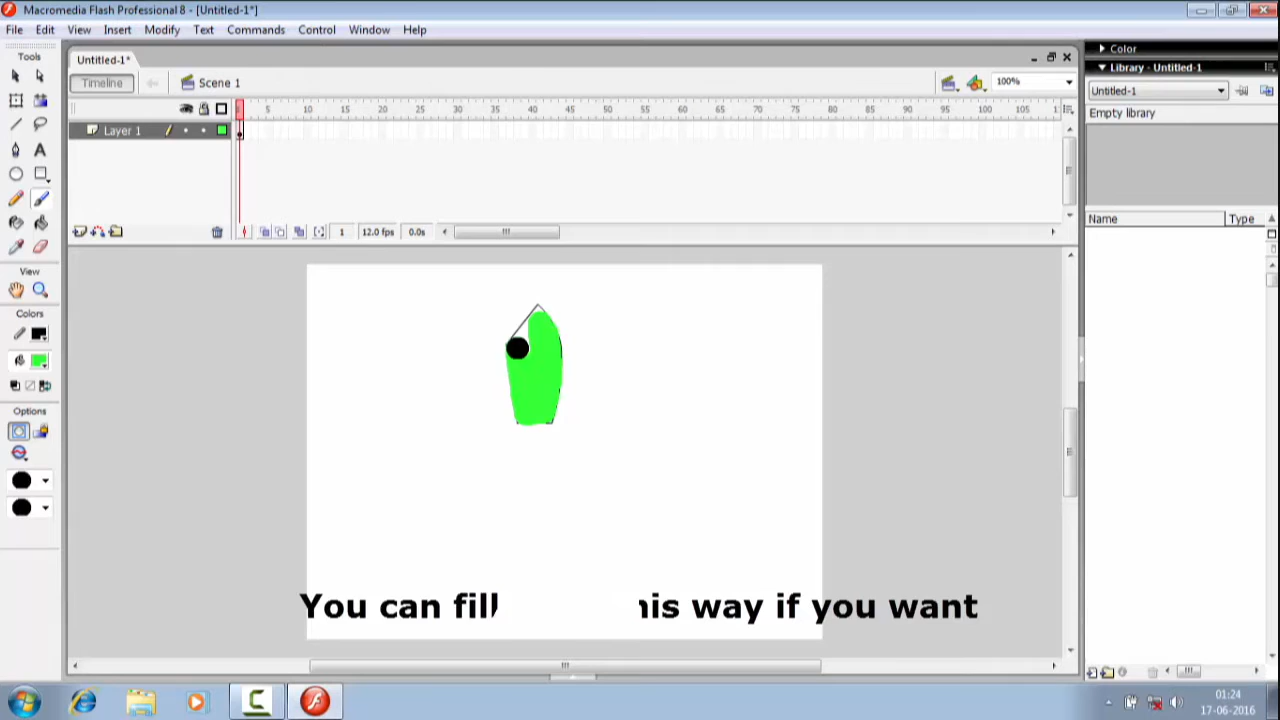 Macromedia Flash Professional 8 - [Untitled-1*]
File Edit View Insert Modify Text Commands Control Window Help
Tools
Untitled-1*
Color
Library - Untitled-1
Timeline
Scene 1
100%
Untitled-1
5 10 15 20 25 30 35 40 45 50 55 60 65 70 75 80 85 90 95 100 105
Empty library
Layer 1
Name Type
1 12.0 fps 0.0s
View
Colors
Options
You can fill his way if you want
01:24
17-06-2016